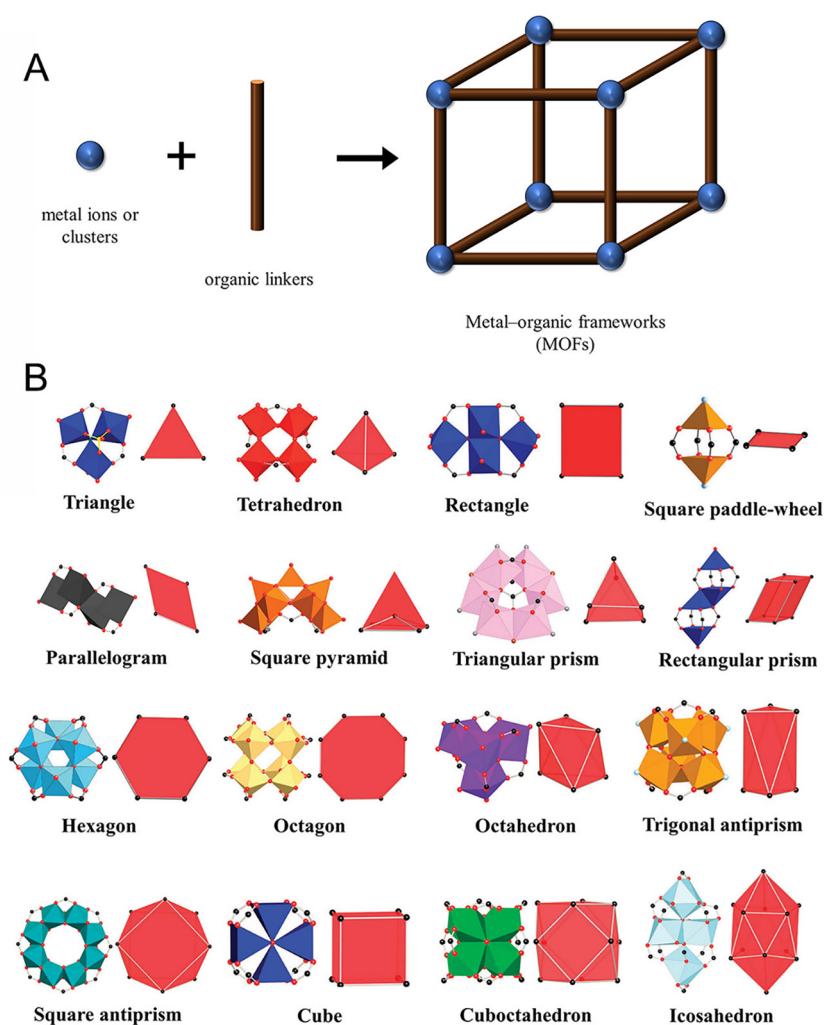 A
+
metal ions or
clusters
organic linkers
Metal–organic frameworks
(MOFs)
B
Triangle
Tetrahedron
Rectangle
Square paddle-wheel
Parallelogram
Square pyramid
Triangular prism
Rectangular prism
Hexagon
Octagon
Octahedron
Trigonal antiprism
Square antiprism
Cube
Cuboctahedron
Icosahedron